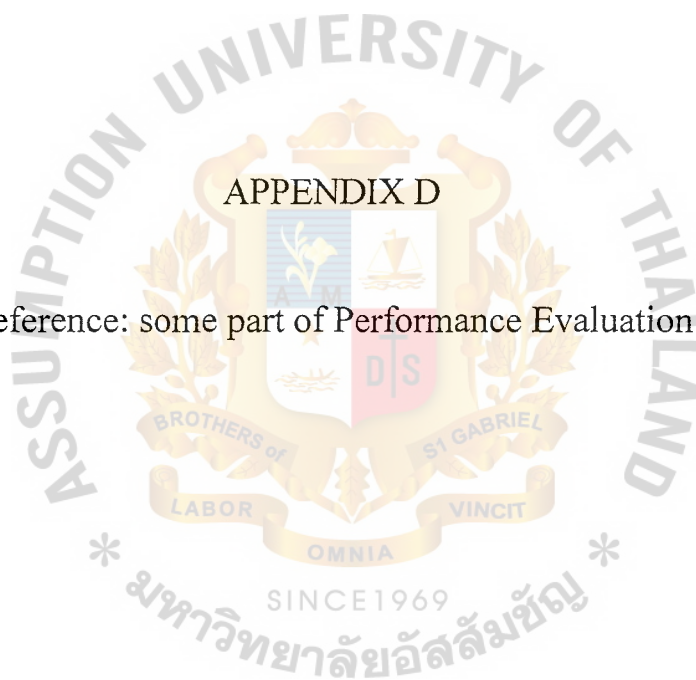 UNIVERSITY OF
APPENDIX D
ASSUMPTION
THAILAND
A M
eference: some part of Performance Evaluation
D S
BROTHERS of
S1 GABRIEL
LABOR
VINCIT
OMNIA
* SINCE1969 *
มหาวิทยาลัยอัสสัมชัญ